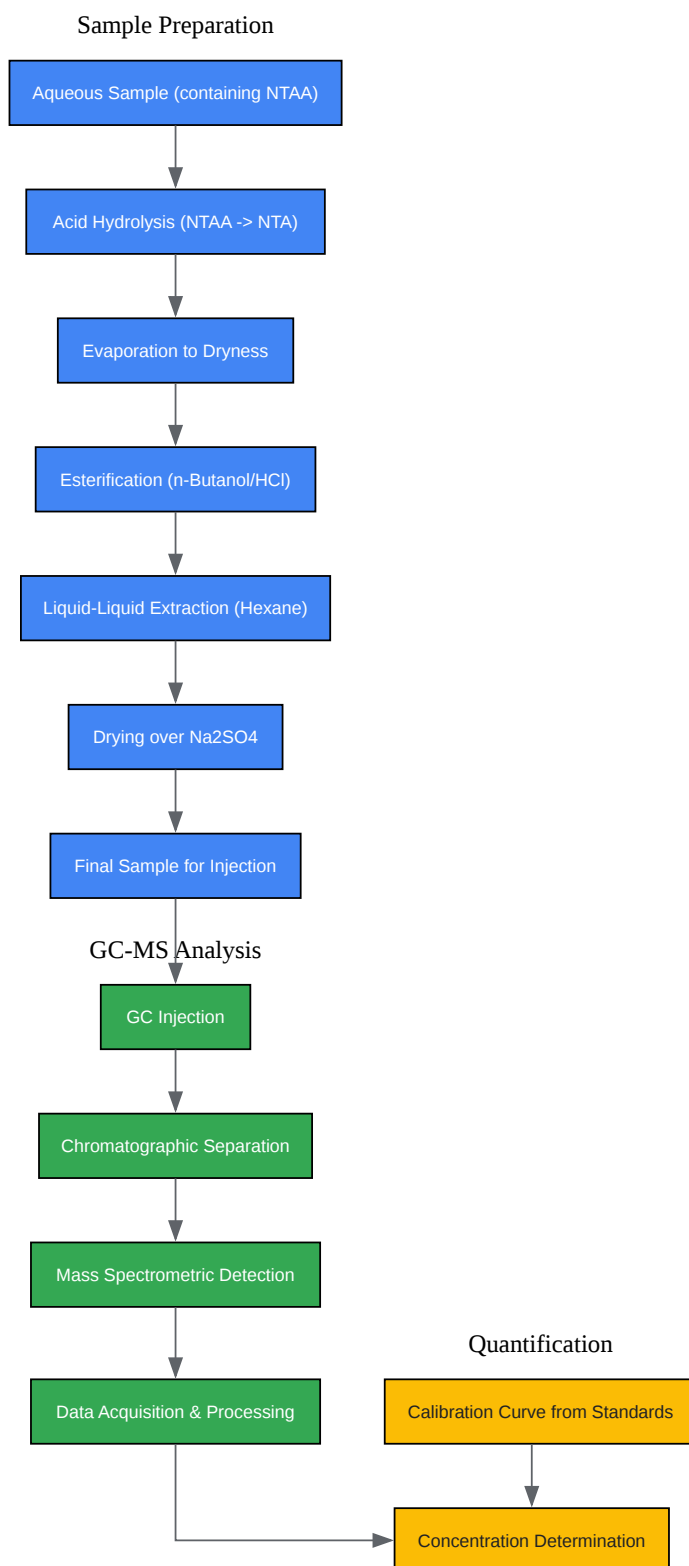 Sample Preparation
Aqueous Sample (containing NTAA)
Acid Hydrolysis (NTAA -> NTA)
Evaporation to Dryness
Esterification (n-Butanol/HCl)
Liquid-Liquid Extraction (Hexane)
Drying over Na2SO4
Final Sample for Injection
GC-MS Analysis
GC Injection
Chromatographic Separation
Mass Spectrometric Detection
Data Acquisition & Processing
Quantification
Calibration Curve from Standards
Concentration Determination